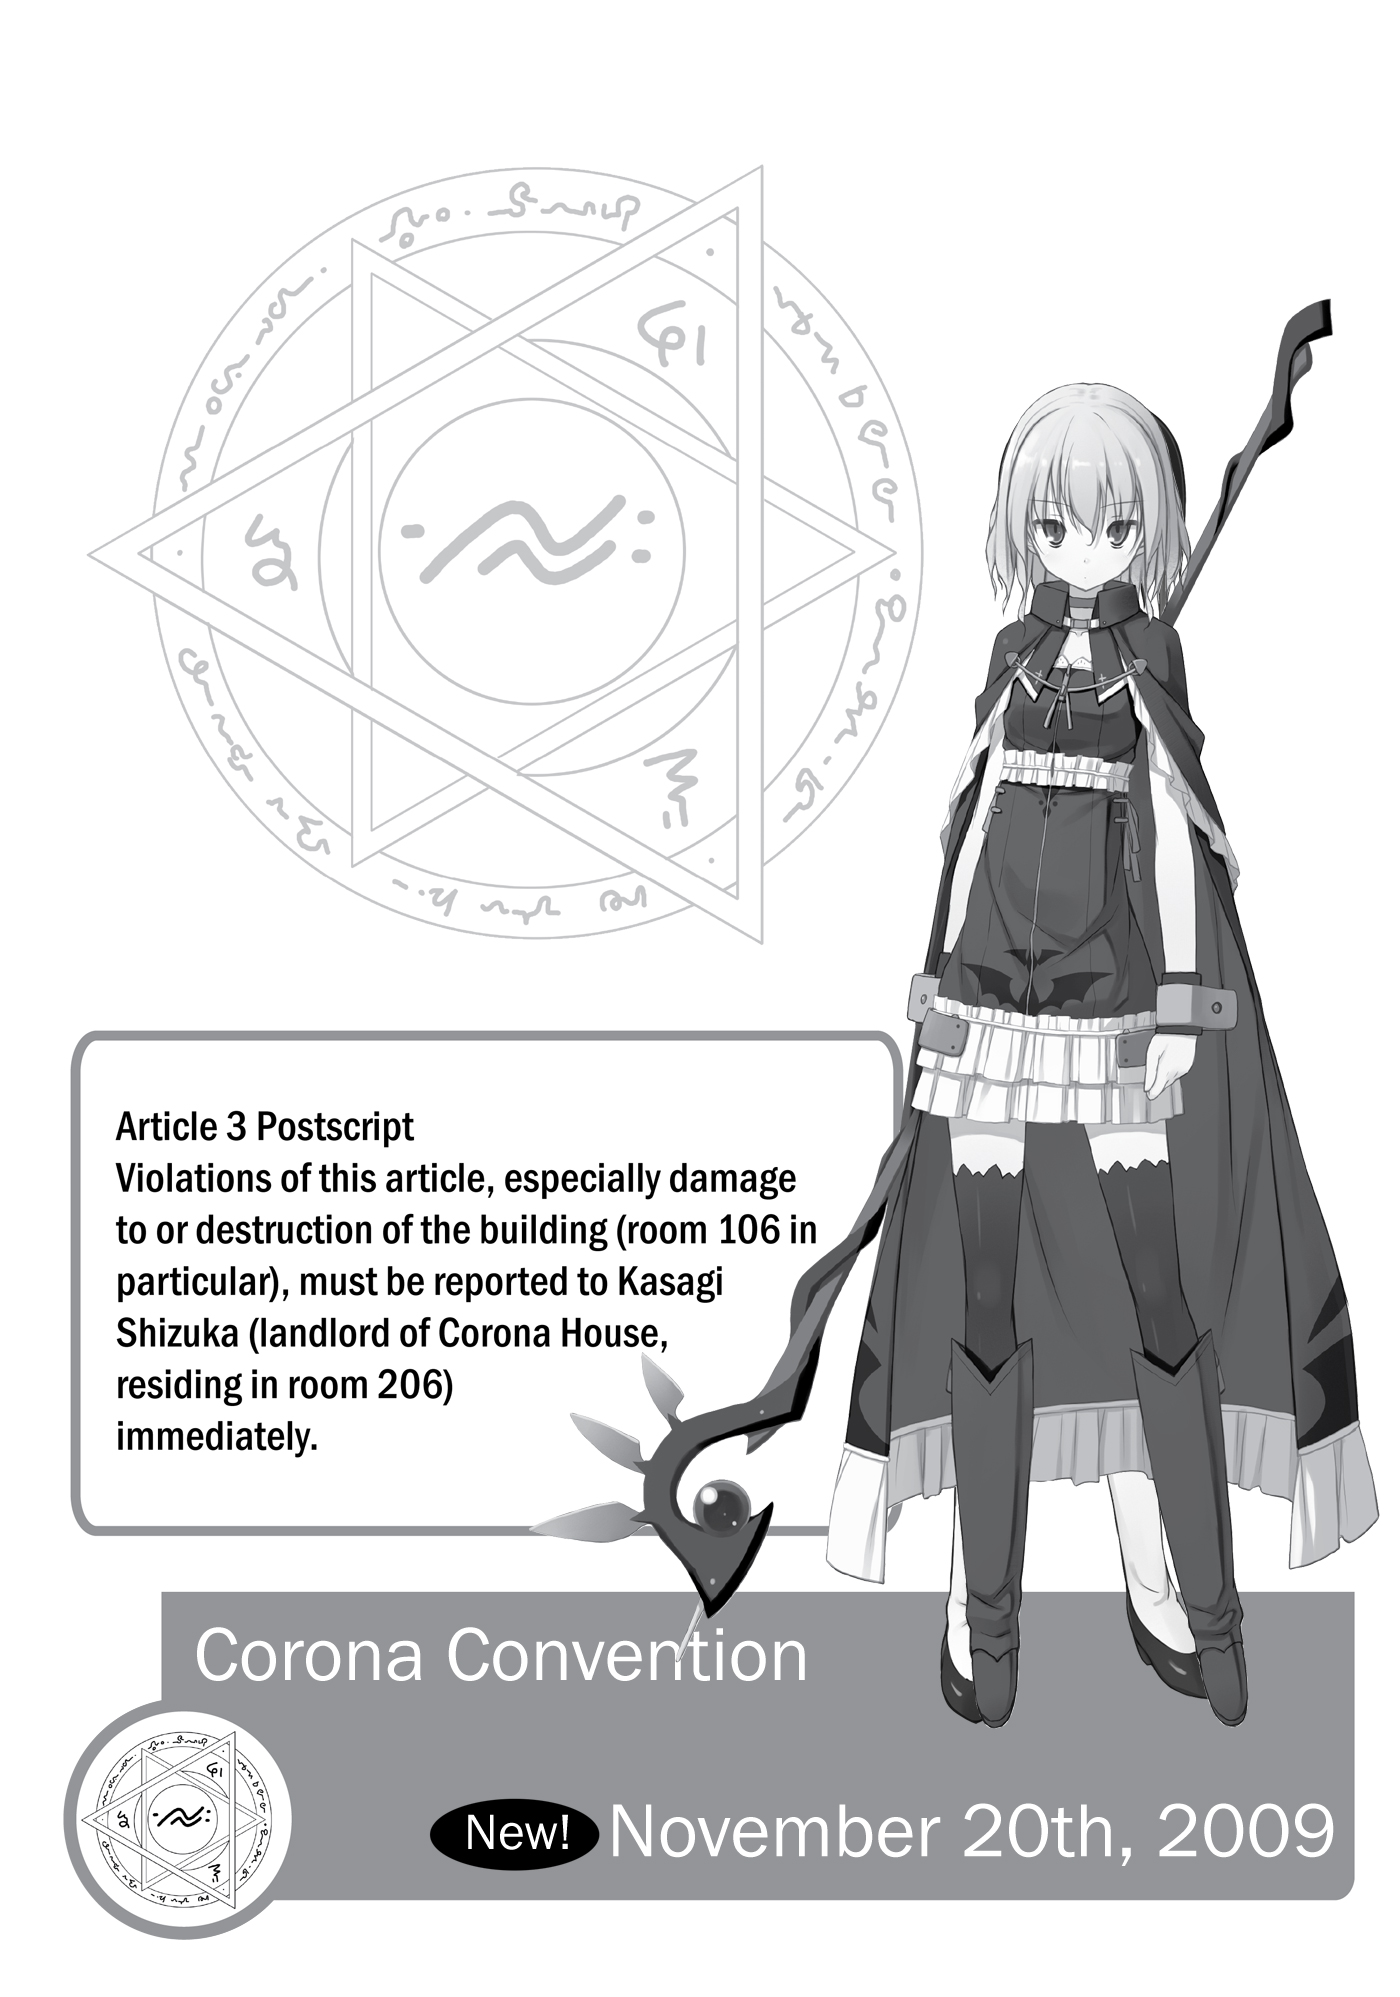 Article 3 Postscript
Violations of this article, especially damage
to or destruction of the building (room 106 in
particular), must be reported to Kasagi
Shizuka (landlord of Corona House,
residing in room 206)
immediately.
Corona Convention
New! November 20th, 2009